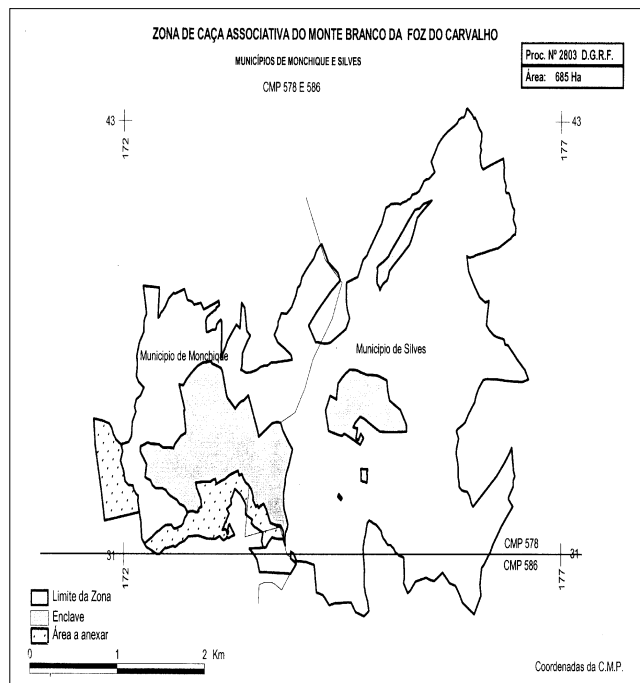 ZONA DE CAÇA ASSOCIATIVA DO MONTE BRANCO DA FOZ DO CARVALHO
MUNICÍPIOS DE MONCHIQUE E SILVES
CMP 578 E 586
Proc. Nº 2803 D.G.R.F.
Área: 685 Ha
43
172
43
177
Municipio de Monchique
Municipio de Silves
CMP 578
CMP 586
31
172
31
177
Limite da Zona
Enclave
Área a anexar
0 1 2 Km
Coordenadas da C.M.P.